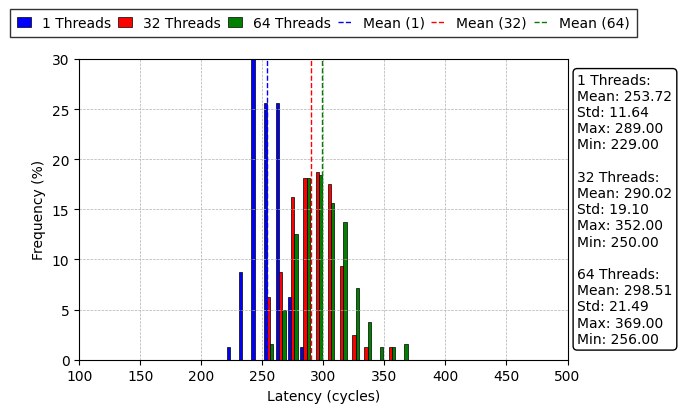 1 Threads 32 Threads 64 Threads Mean (1) Mean (32) Mean (64)
30
25
20
15
10
5
0
Frequency (%)
100 150 200 250 300 350 400 450 500
Latency (cycles)
1 Threads:
Mean: 253.72
Std: 11.64
Max: 289.00
Min: 229.00
32 Threads:
Mean: 290.02
Std: 19.10
Max: 352.00
Min: 250.00
64 Threads:
Mean: 298.51
Std: 21.49
Max: 369.00
Min: 256.00